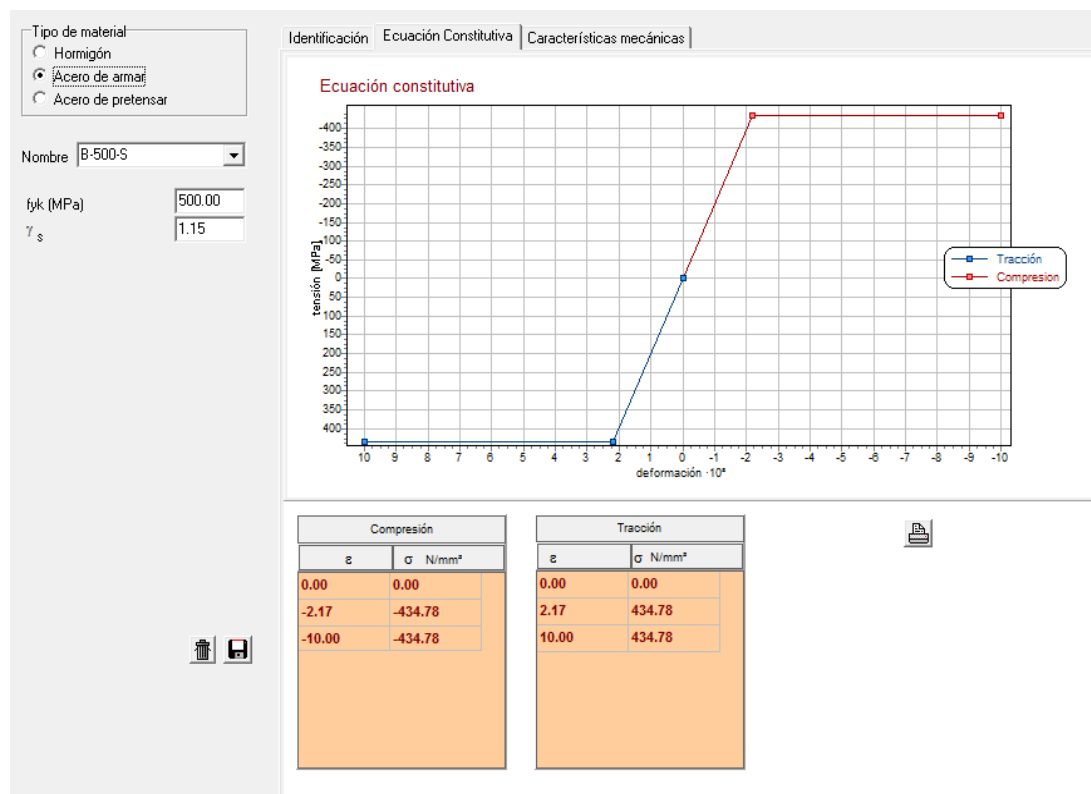 Tipo de material
Hormigón
Acero de armar
Acero de pretensar
Nombre B-500-S
fyk (MPa) 500.00
γ s 1.15
Identificación Ecuación Constitutiva Características mecánicas
Ecuación constitutiva
-400
-350
-300
-250
-200
-150
-100
-50
0
50
100
150
200
250
300
350
400
tensión [MPa]
Tracción
Compresion
10 9 8 7 6 5 4 3 2 1 0 -1 -2 -3 -4 -5 -6 -7 -8 -9 -10
deformación ·10³
Compresión
ε σ N/mm²
0.00 0.00
-2.17 -434.78
-10.00 -434.78
Tracción
ε σ N/mm²
0.00 0.00
2.17 434.78
10.00 434.78